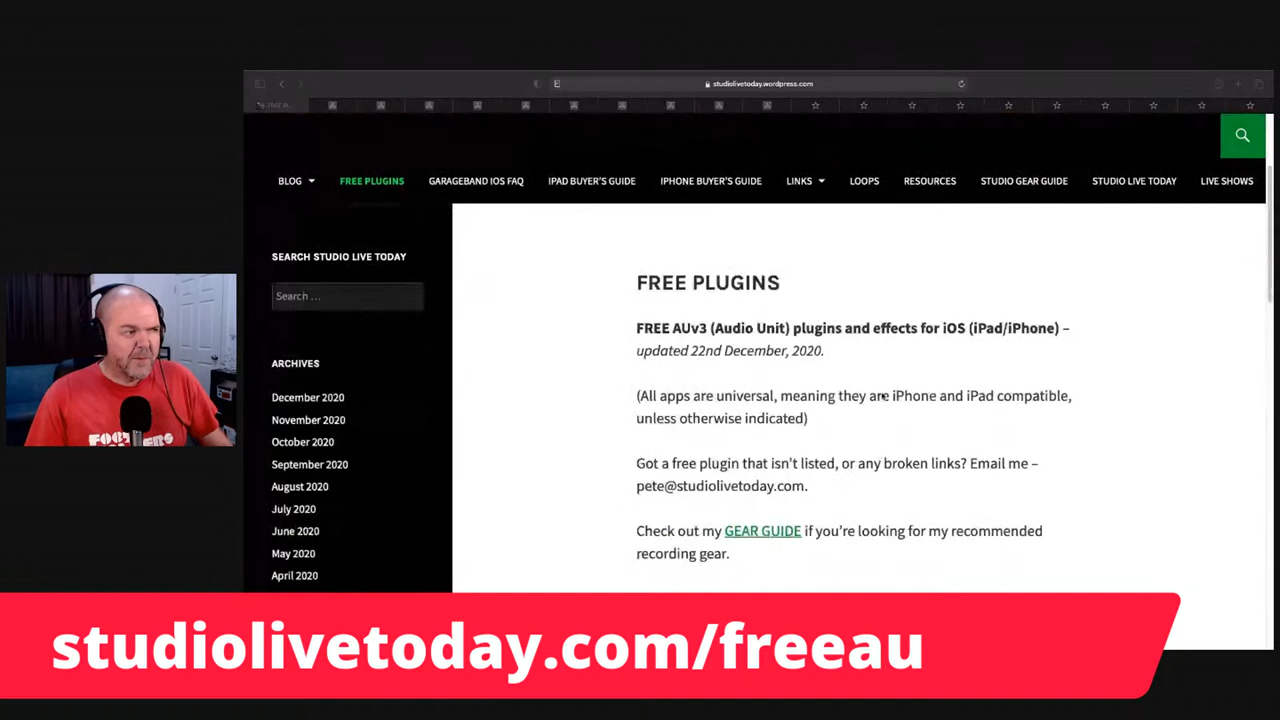 studiolivetoday.wordpress.com
BLOG FREE PLUGINS GARAGEBAND IOS FAQ IPAD BUYER'S GUIDE IPHONE BUYER'S GUIDE LINKS LOOPS RESOURCES STUDIO GEAR GUIDE STUDIO LIVE TODAY LIVE SHOWS
SEARCH STUDIO LIVE TODAY
Search ...
ARCHIVES
December 2020
November 2020
October 2020
September 2020
August 2020
July 2020
June 2020
May 2020
April 2020
FREE PLUGINS
FREE AUv3 (Audio Unit) plugins and effects for iOS (iPad/iPhone) –
updated 22nd December, 2020.
(All apps are universal, meaning they are iPhone and iPad compatible,
unless otherwise indicated)
Got a free plugin that isn't listed, or any broken links? Email me –
pete@studiolivetoday.com.
Check out my GEAR GUIDE if you're looking for my recommended
recording gear.
studiolivetoday.com/freeau